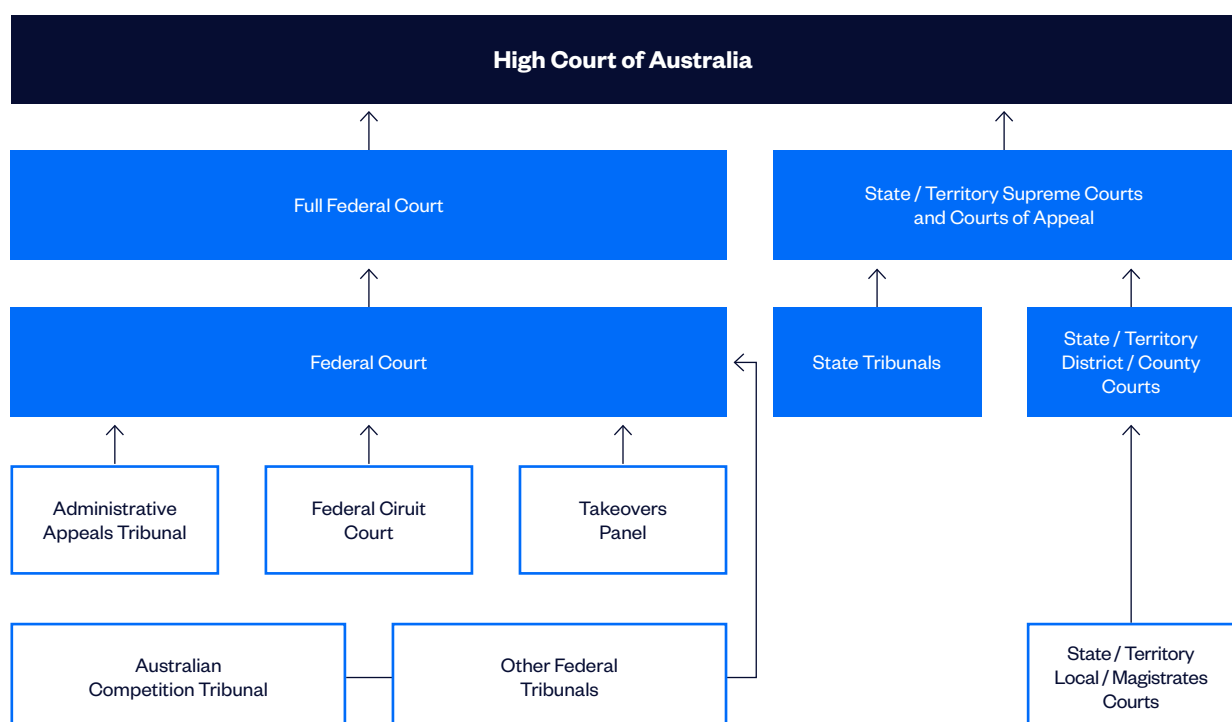 High Court of Australia
Full Federal Court
State / Territory Supreme Courts
and Courts of Appeal
Federal Court
State Tribunals
State / Territory
District / County
Courts
Administrative
Appeals Tribunal
Federal Ciruit
Court
Takeovers
Panel
Australian
Competition Tribunal
Other Federal
Tribunals
State / Territory
Local / Magistrates
Courts